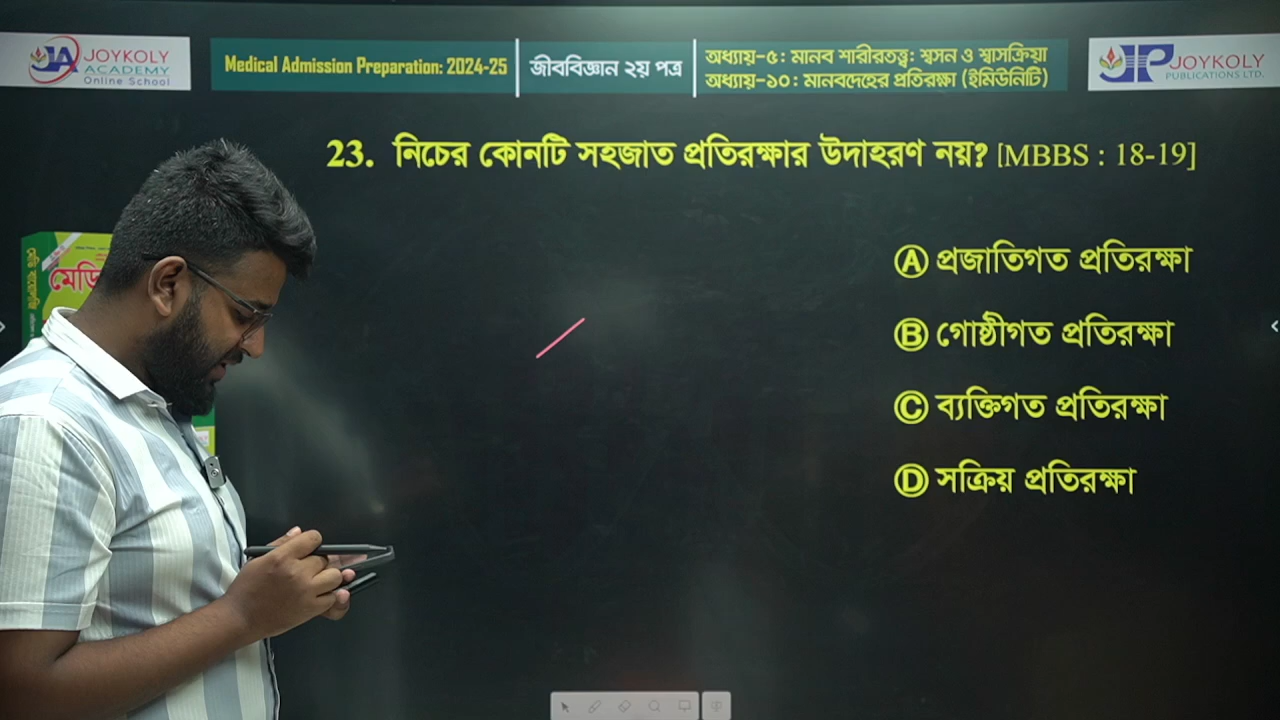 JA JOYKOLY
ACADEMY
Online School
Medical Admission Preparation: 2024-25
জীববিজ্ঞান ২য় পত্র
অধ্যায়-৫: মানব শারীরতত্ত্ব: শ্বসন ও শ্বাসক্রিয়া
অধ্যায়-১০: মানবদেহের প্রতিরক্ষা (ইমিউনিটি)
JP JOYKOLY
PUBLICATIONS LTD.
23. নিচের কোনটি সহজাত প্রতিরক্ষার উদাহরণ নয়? [MBBS : 18-19]
মেডি
Ⓐ প্রজাতিগত প্রতিরক্ষা
Ⓑ গোষ্ঠীগত প্রতিরক্ষা
Ⓒ ব্যক্তিগত প্রতিরক্ষা
Ⓓ সক্রিয় প্রতিরক্ষা